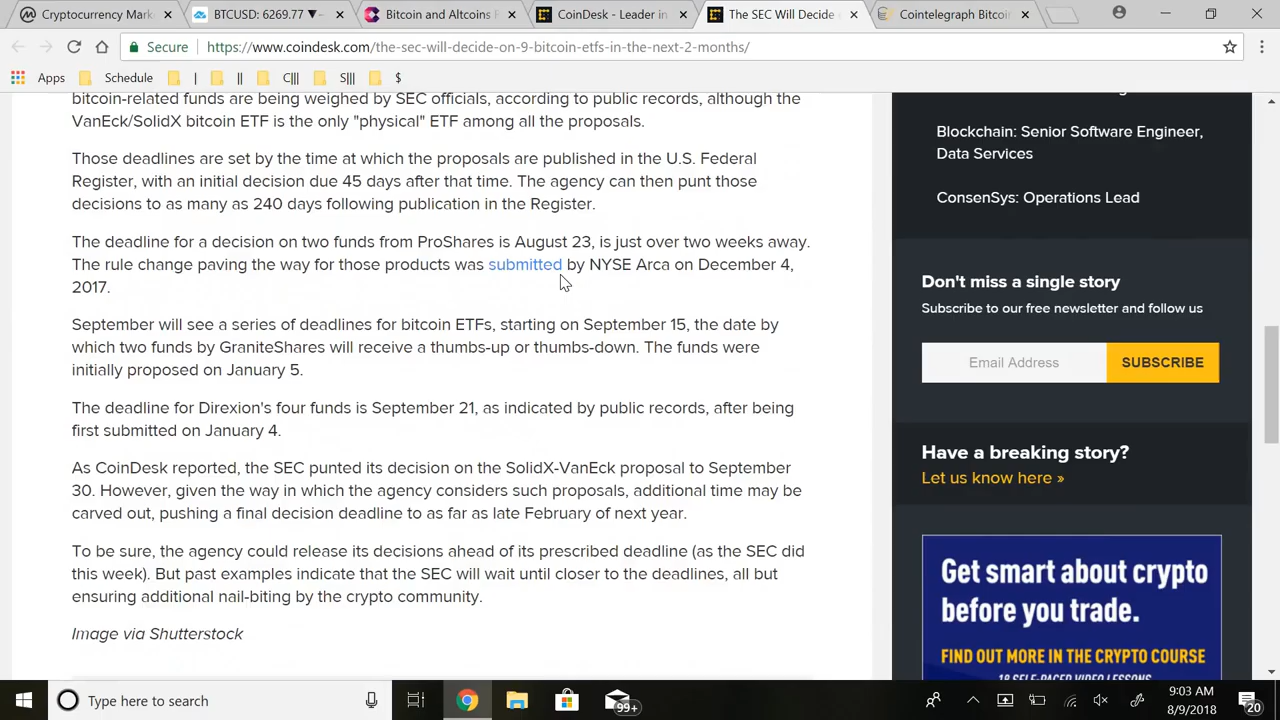 Cryptocurrency Mark
BTCUSD: 6269.77 ▼
Bitcoin and Altcoins
CoinDesk - Leader in
The SEC Will Decide
Cointelegraph Bitcoi
Secure
https://www.coindesk.com/the-sec-will-decide-on-9-bitcoin-etfs-in-the-next-2-months/
Apps
Schedule
|
||
C|||
S|||
$
bitcoin-related funds are being weighed by SEC officials, according to public records, although the
VanEck/SolidX bitcoin ETF is the only "physical" ETF among all the proposals.
Those deadlines are set by the time at which the proposals are published in the U.S. Federal
Register, with an initial decision due 45 days after that time. The agency can then punt those
decisions to as many as 240 days following publication in the Register.
The deadline for a decision on two funds from ProShares is August 23, is just over two weeks away.
The rule change paving the way for those products was submitted by NYSE Arca on December 4,
2017.
September will see a series of deadlines for bitcoin ETFs, starting on September 15, the date by
which two funds by GraniteShares will receive a thumbs-up or thumbs-down. The funds were
initially proposed on January 5.
The deadline for Direxion's four funds is September 21, as indicated by public records, after being
first submitted on January 4.
As CoinDesk reported, the SEC punted its decision on the SolidX-VanEck proposal to September
30. However, given the way in which the agency considers such proposals, additional time may be
carved out, pushing a final decision deadline to as far as late February of next year.
To be sure, the agency could release its decisions ahead of its prescribed deadline (as the SEC did
this week). But past examples indicate that the SEC will wait until closer to the deadlines, all but
ensuring additional nail-biting by the crypto community.
Image via Shutterstock
Blockchain: Senior Software Engineer,
Data Services
ConsenSys: Operations Lead
Don't miss a single story
Subscribe to our free newsletter and follow us
Email Address
SUBSCRIBE
Have a breaking story?
Let us know here »
Get smart about crypto
before you trade.
FIND OUT MORE IN THE CRYPTO COURSE
18 SELF-PACED VIDEO LESSONS
Type here to search
99+
9:03 AM
8/9/2018
20